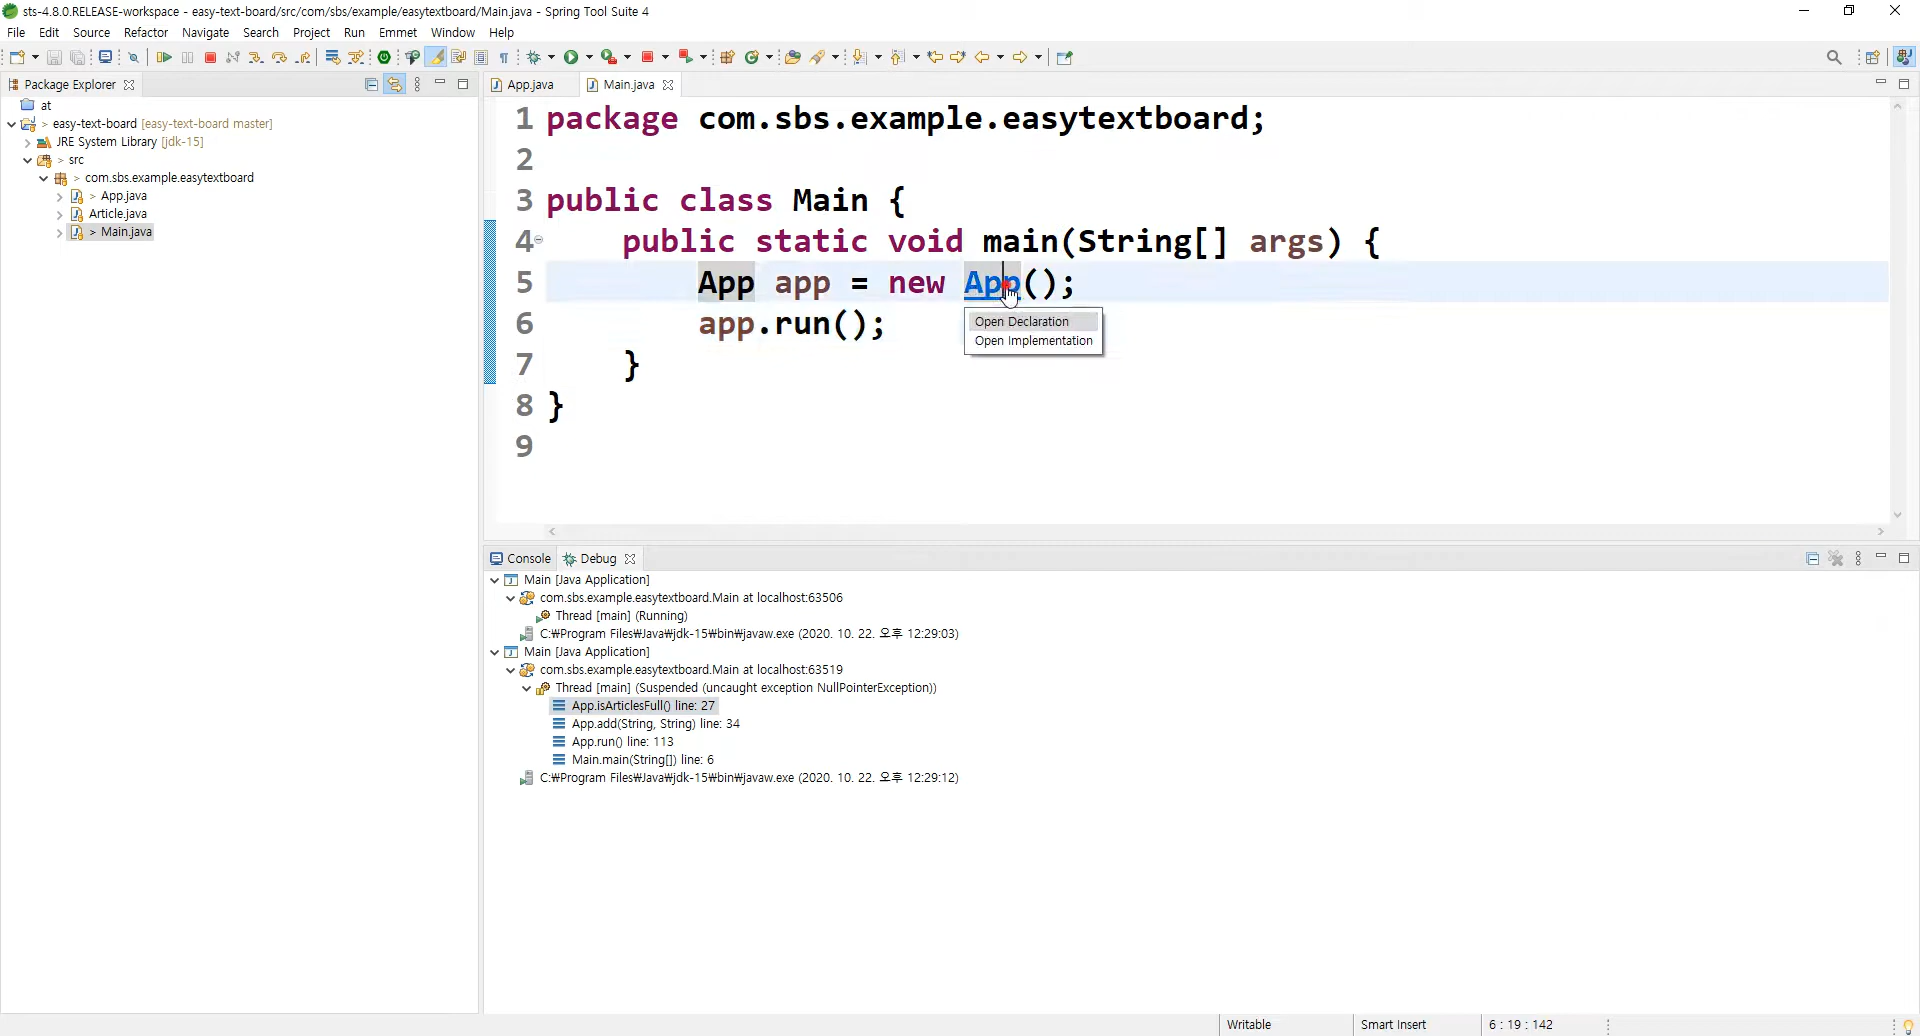 sts-4.8.0.RELEASE-workspace - easy-text-board/src/com/sbs/example/easytextboard/Main.java - Spring Tool Suite 4
File Edit Source Refactor Navigate Search Project Run Emmet Window Help
Package Explorer
App.java
Main.java
at
> easy-text-board [easy-text-board master]
JRE System Library [jdk-15]
> src
> com.sbs.example.easytextboard
> App.java
Article.java
> Main.java
1 package com.sbs.example.easytextboard;
2
3 public class Main {
4 public static void main(String[] args) {
5 App app = new App();
6 app.run();
7 }
8 }
9
Open Declaration
Open Implementation
Console
Debug
Main [Java Application]
com.sbs.example.easytextboard.Main at localhost:63506
Thread [main] (Running)
C:₩Program Files₩Java₩jdk-15₩bin₩javaw.exe (2020. 10. 22. 오후 12:29:03)
Main [Java Application]
com.sbs.example.easytextboard.Main at localhost:63519
Thread [main] (Suspended (uncaught exception NullPointerException))
App.isArticlesFull() line: 27
App.add(String, String) line: 34
App.run() line: 113
Main.main(String[]) line: 6
C:₩Program Files₩Java₩jdk-15₩bin₩javaw.exe (2020. 10. 22. 오후 12:29:12)
Writable
Smart Insert
6 : 19 : 142